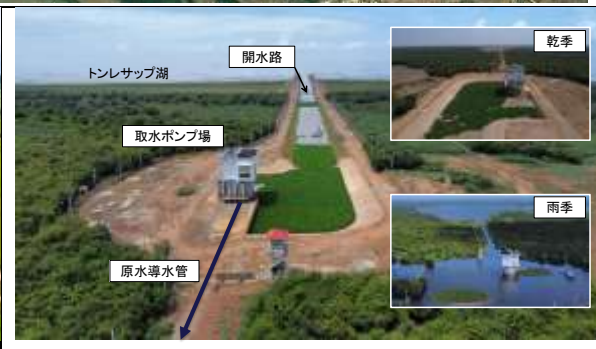 開水路
乾季
トンレサップ湖
取水ポンプ場
雨季
原水導水管